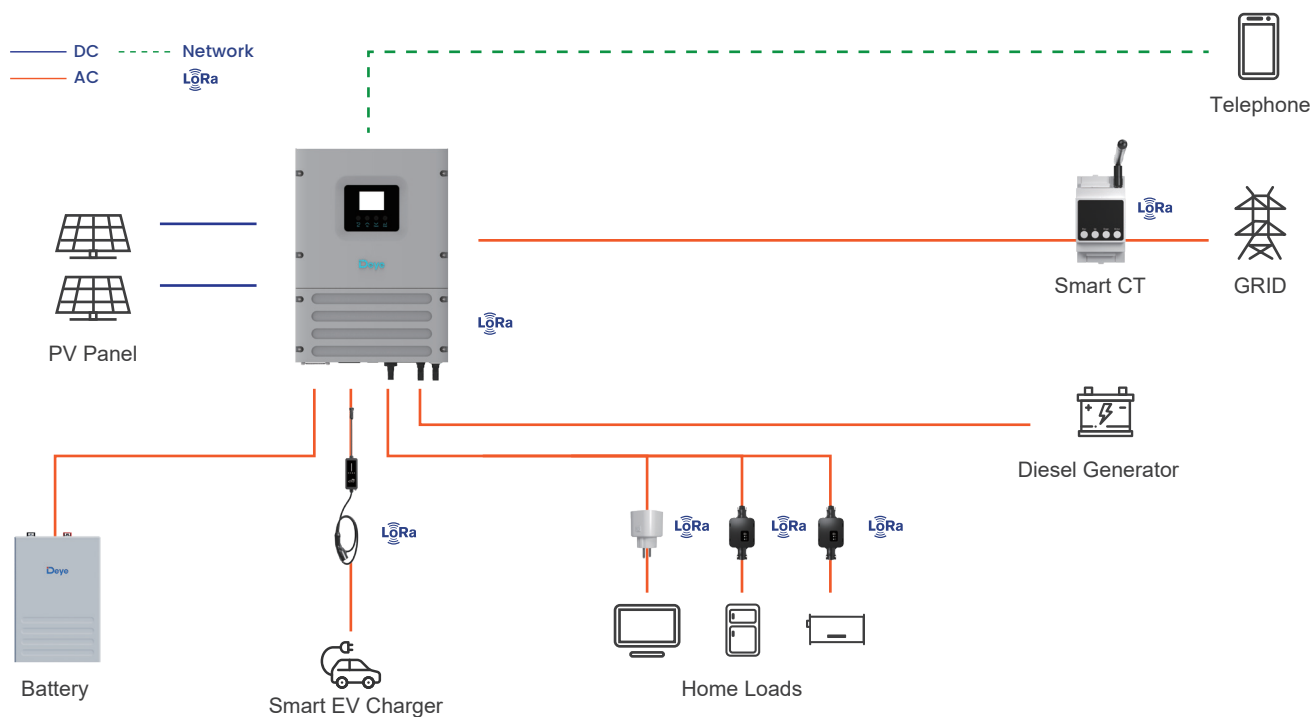 DC
Network
AC
LoRa
Telephone
LoRa
Deye
PV Panel
LoRa
Smart CT
GRID
Diesel Generator
Deye
LoRa
LoRa
LoRa
LoRa
Battery
Smart EV Charger
Home Loads